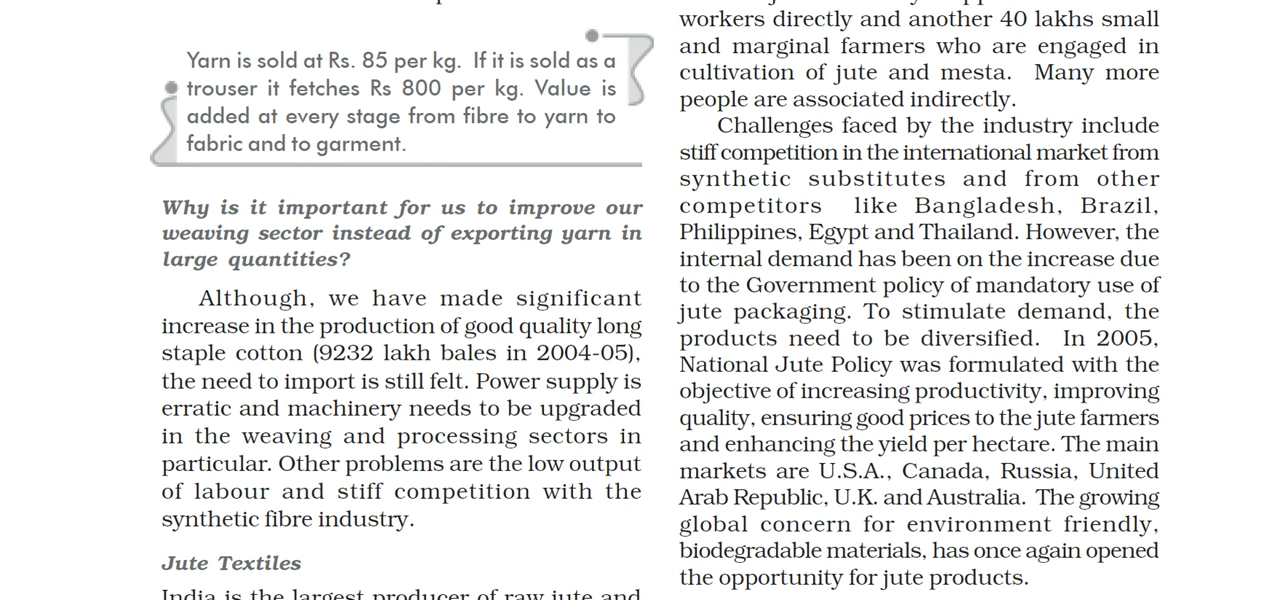 Yarn is sold at Rs. 85 per kg. If it is sold as a
trouser it fetches Rs 800 per kg. Value is
added at every stage from fibre to yarn to
fabric and to garment.
Why is it important for us to improve our
weaving sector instead of exporting yarn in
large quantities?
Although, we have made significant
increase in the production of good quality long
staple cotton (9232 lakh bales in 2004-05),
the need to import is still felt. Power supply is
erratic and machinery needs to be upgraded
in the weaving and processing sectors in
particular. Other problems are the low output
of labour and stiff competition with the
synthetic fibre industry.
Jute Textiles
India is the largest producer of raw jute and
workers directly and another 40 lakhs small
and marginal farmers who are engaged in
cultivation of jute and mesta. Many more
people are associated indirectly.
Challenges faced by the industry include
stiff competition in the international market from
synthetic substitutes and from other
competitors like Bangladesh, Brazil,
Philippines, Egypt and Thailand. However, the
internal demand has been on the increase due
to the Government policy of mandatory use of
jute packaging. To stimulate demand, the
products need to be diversified. In 2005,
National Jute Policy was formulated with the
objective of increasing productivity, improving
quality, ensuring good prices to the jute farmers
and enhancing the yield per hectare. The main
markets are U.S.A., Canada, Russia, United
Arab Republic, U.K. and Australia. The growing
global concern for environment friendly,
biodegradable materials, has once again opened
the opportunity for jute products.